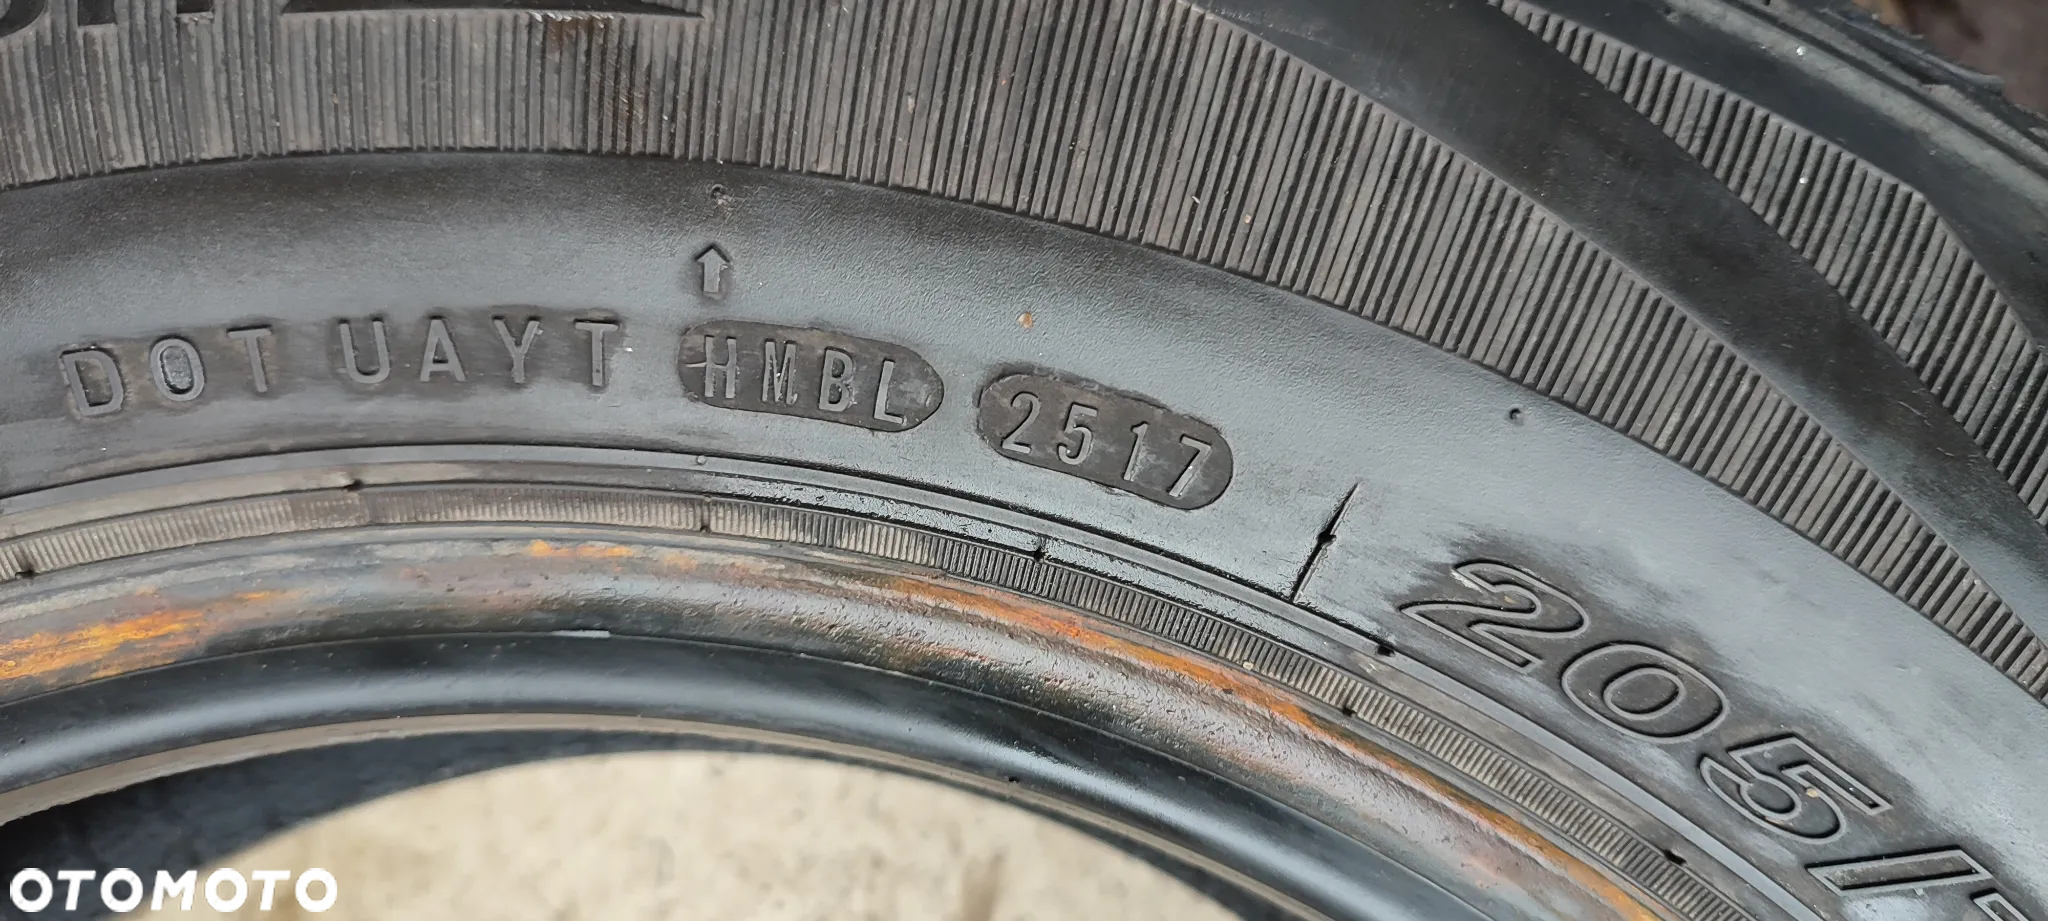 DOT UAYT HMBL 2517
205/
OTOMOTO